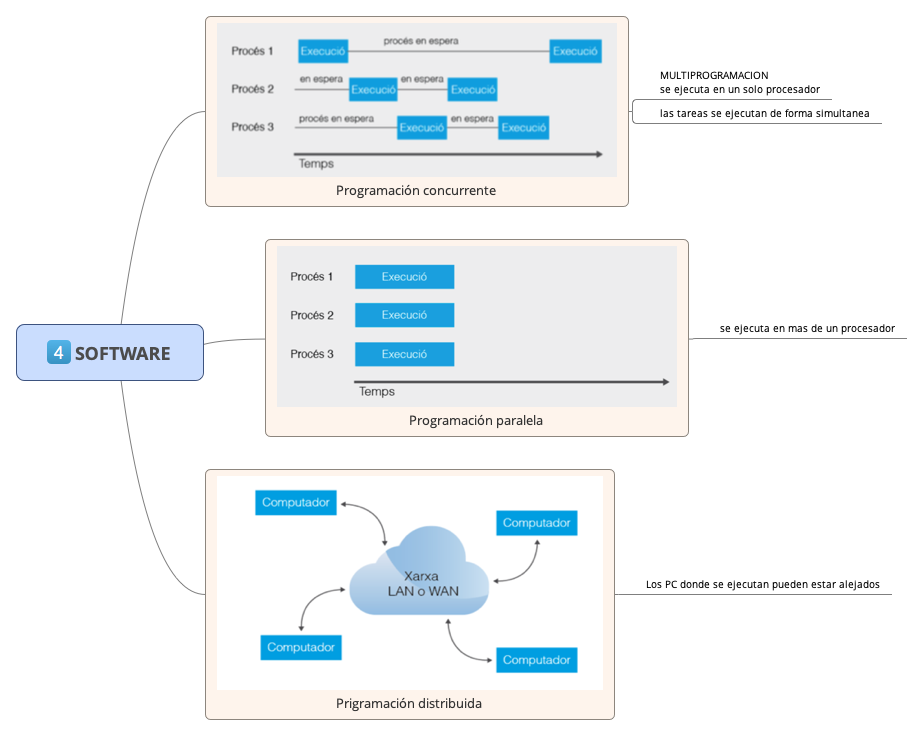 4 SOFTWARE
procés en espera
Procés 1 Execució Execució
en espera en espera
Procés 2 Execució Execució
procés en espera en espera
Procés 3 Execució Execució
Temps
Programación concurrente
MULTIPROGRAMACION
se ejecuta en un solo procesador
las tareas se ejecutan de forma simultanea
Procés 1 Execució
Procés 2 Execució
Procés 3 Execució
Temps
Programación paralela
se ejecuta en mas de un procesador
Computador
Computador
Xarxa
LAN o WAN
Computador
Computador
Prigramación distribuida
Los PC donde se ejecutan pueden estar alejados